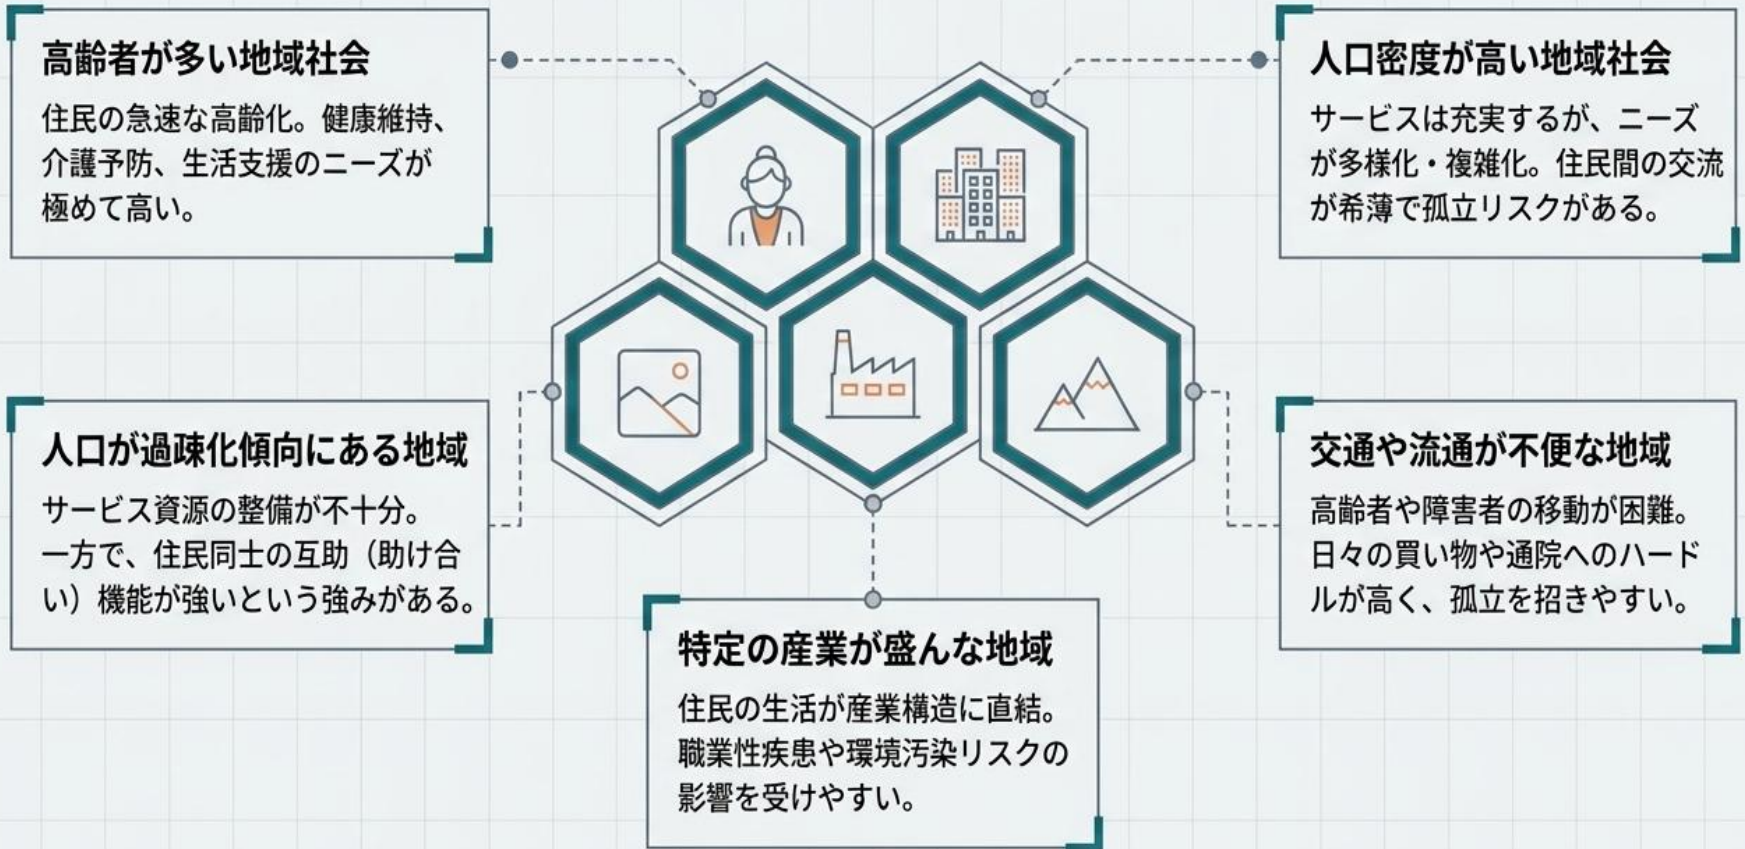 高齢者が多い地域社会
住民の急速な高齢化。健康維持、
介護予防、生活支援のニーズが
極めて高い。
人口密度が高い地域社会
サービスは充実するが、ニーズ
が多様化・複雑化。住民間の交流
が希薄で孤立リスクがある。
人口が過疎化傾向にある地域
サービス資源の整備が不十分。
一方で、住民同士の互助（助け合
い）機能が強いという強みがある。
交通や流通が不便な地域
高齢者や障害者の移動が困難。
日々の買い物や通院へのハード
ルが高く、孤立を招きやすい。
特定の産業が盛んな地域
住民の生活が産業構造に直結。
職業性疾患や環境汚染リスクの
影響を受けやすい。